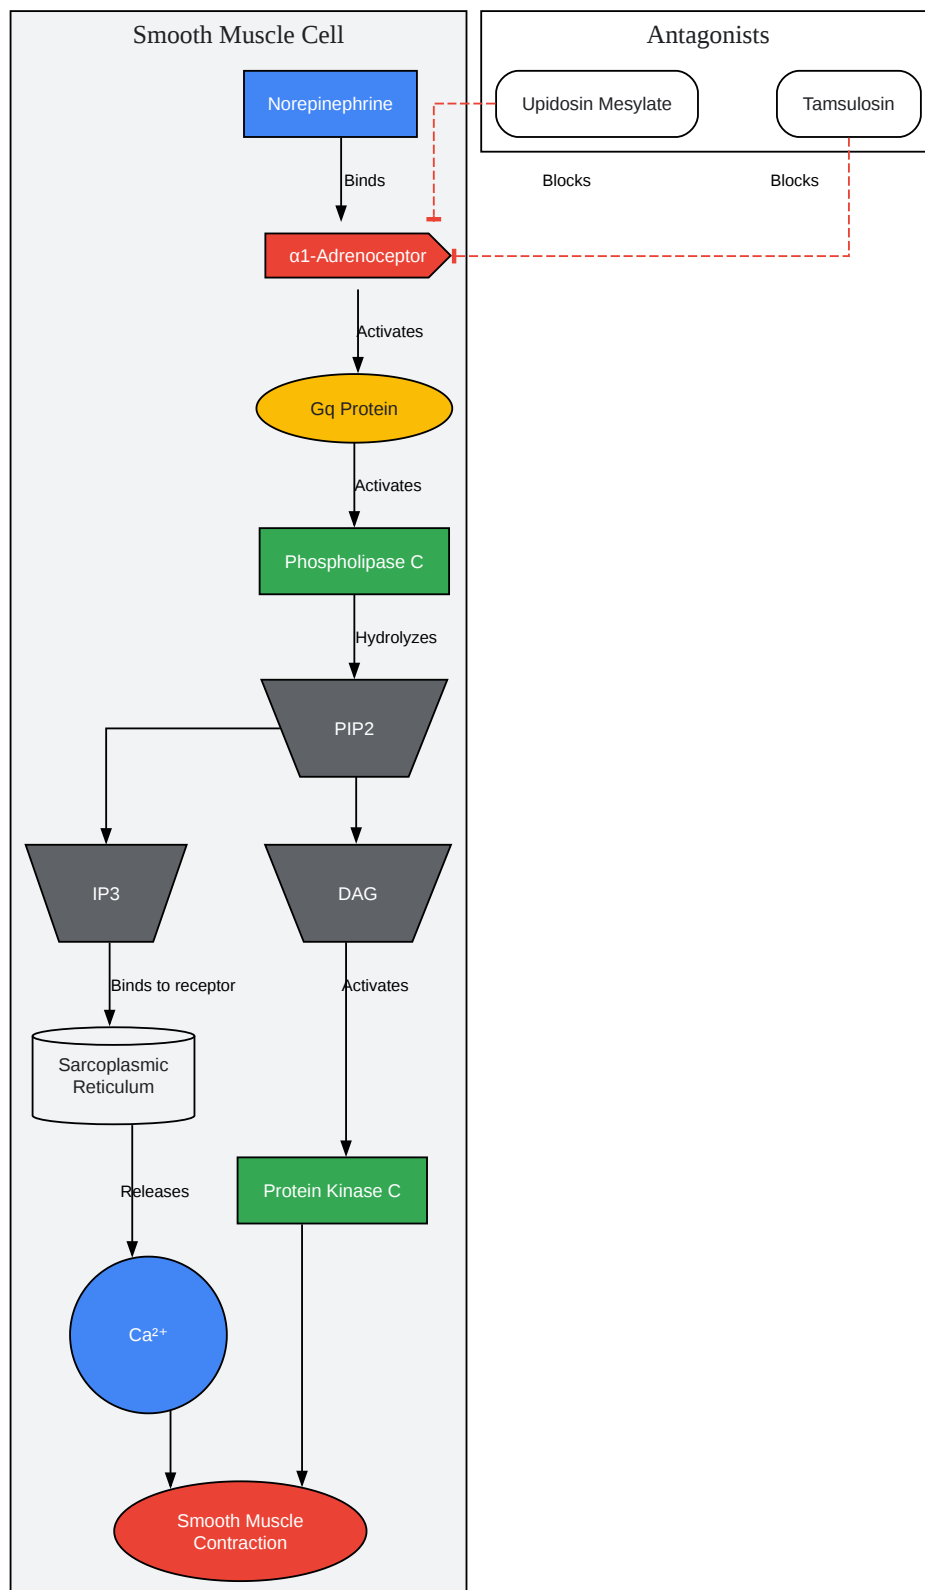 Smooth Muscle Cell
Antagonists
Norepinephrine
Upidosin Mesylate
Tamsulosin
Binds
Blocks
Blocks
α1-Adrenoceptor
Activates
Gq Protein
Activates
Phospholipase C
Hydrolyzes
PIP2
IP3
DAG
Binds to receptor
Activates
Sarcoplasmic
Reticulum
Releases
Protein Kinase C
Ca²⁺
Smooth Muscle
Contraction